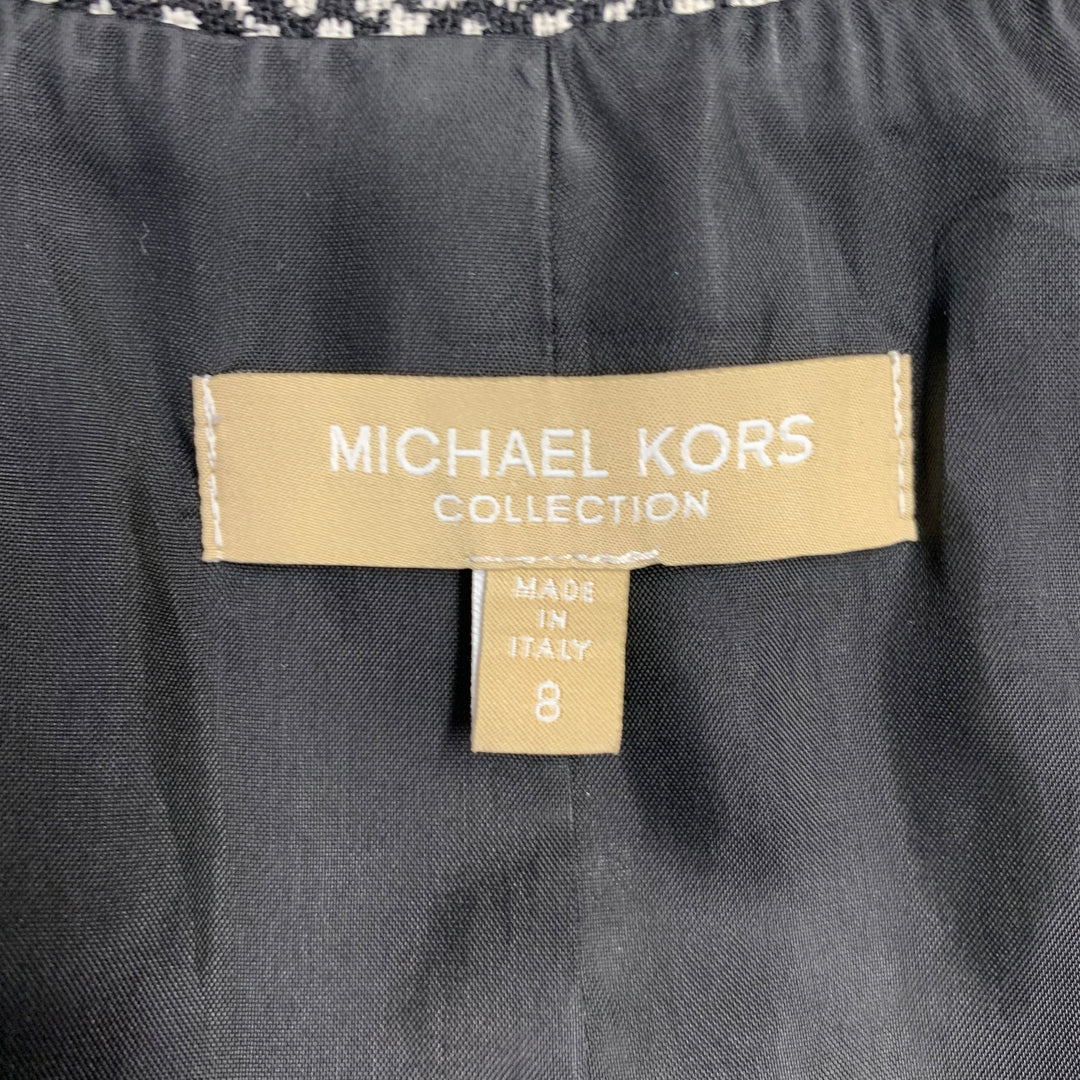 MICHAEL KORS
COLLECTION
MADE
IN
ITALY
8